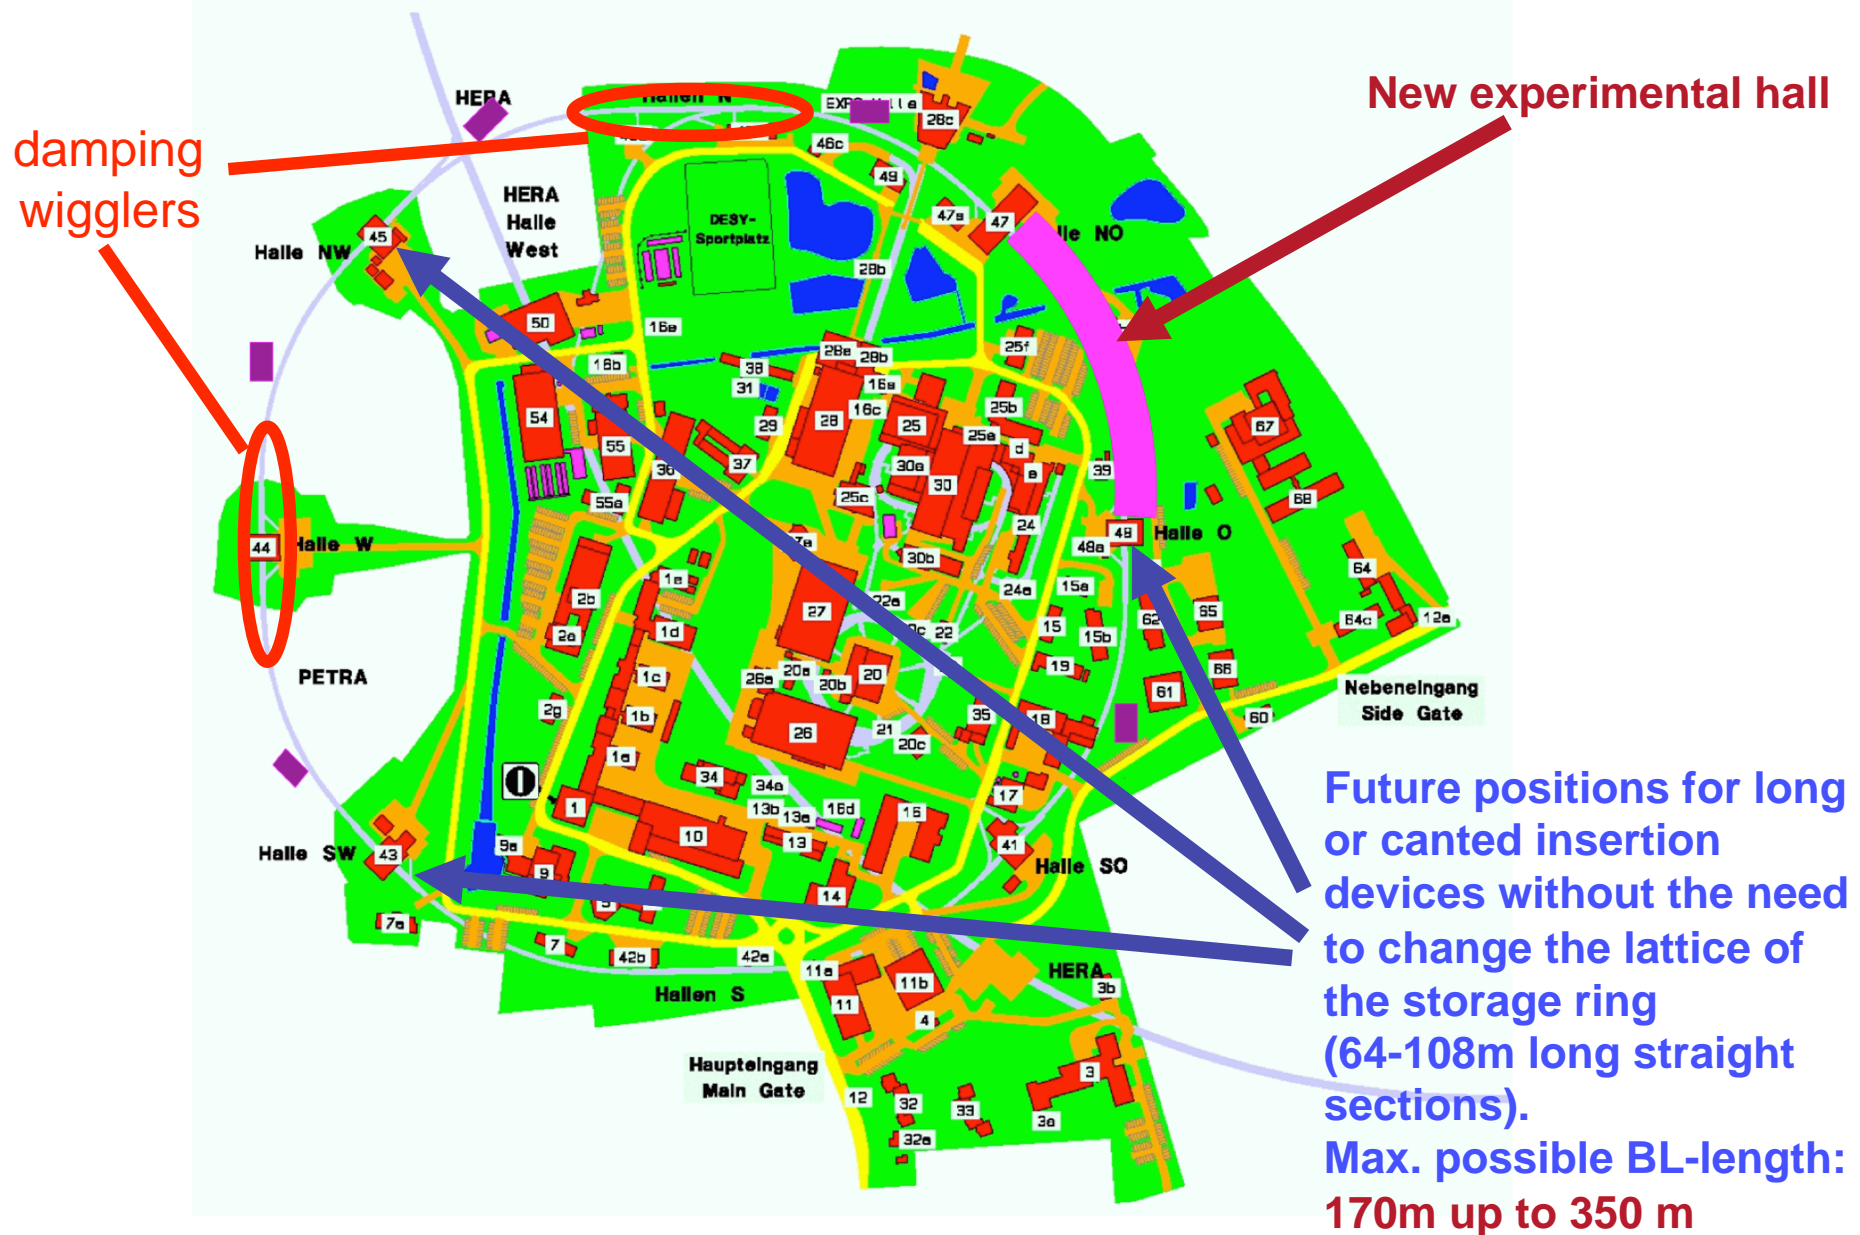 New experimental hall
damping
wigglers
HERA
Hallen N
28c
46c
49
HERA
Halle
West
DESY-
Sportplatz
47a
47
Halle NW
45
28b
50
16e
25f
28a
28b
16b
38
31
16a
16c
25b
54
29
28
25
25a
67
55
d
37
36
30a
e
39
30
68
55a
25c
24
44
Halle W
48
Halle O
48a
30b
64
1e
24a
15a
2b
27
22a
65
62
64c
12a
2a
1d
22
15
15b
PETRA
20a
19
66
26a
20b
20
1c
61
Nebeneingang
Side Gate
2g
1b
35
18
60
26
21
20c
1a
34
34a
17
1
13b
13a
16d
16
10
13
41
Halle SW
43
9a
9
Halle SO
14
5
7a
7
42b
42a
11a
HERA
11b
3b
Hallen S
11
4
Haupteingang
Main Gate
12
32
33
3
3a
32a
Future positions for long
or canted insertion
devices without the need
to change the lattice of
the storage ring
(64-108m long straight
sections).
Max. possible BL-length:
170m up to 350 m